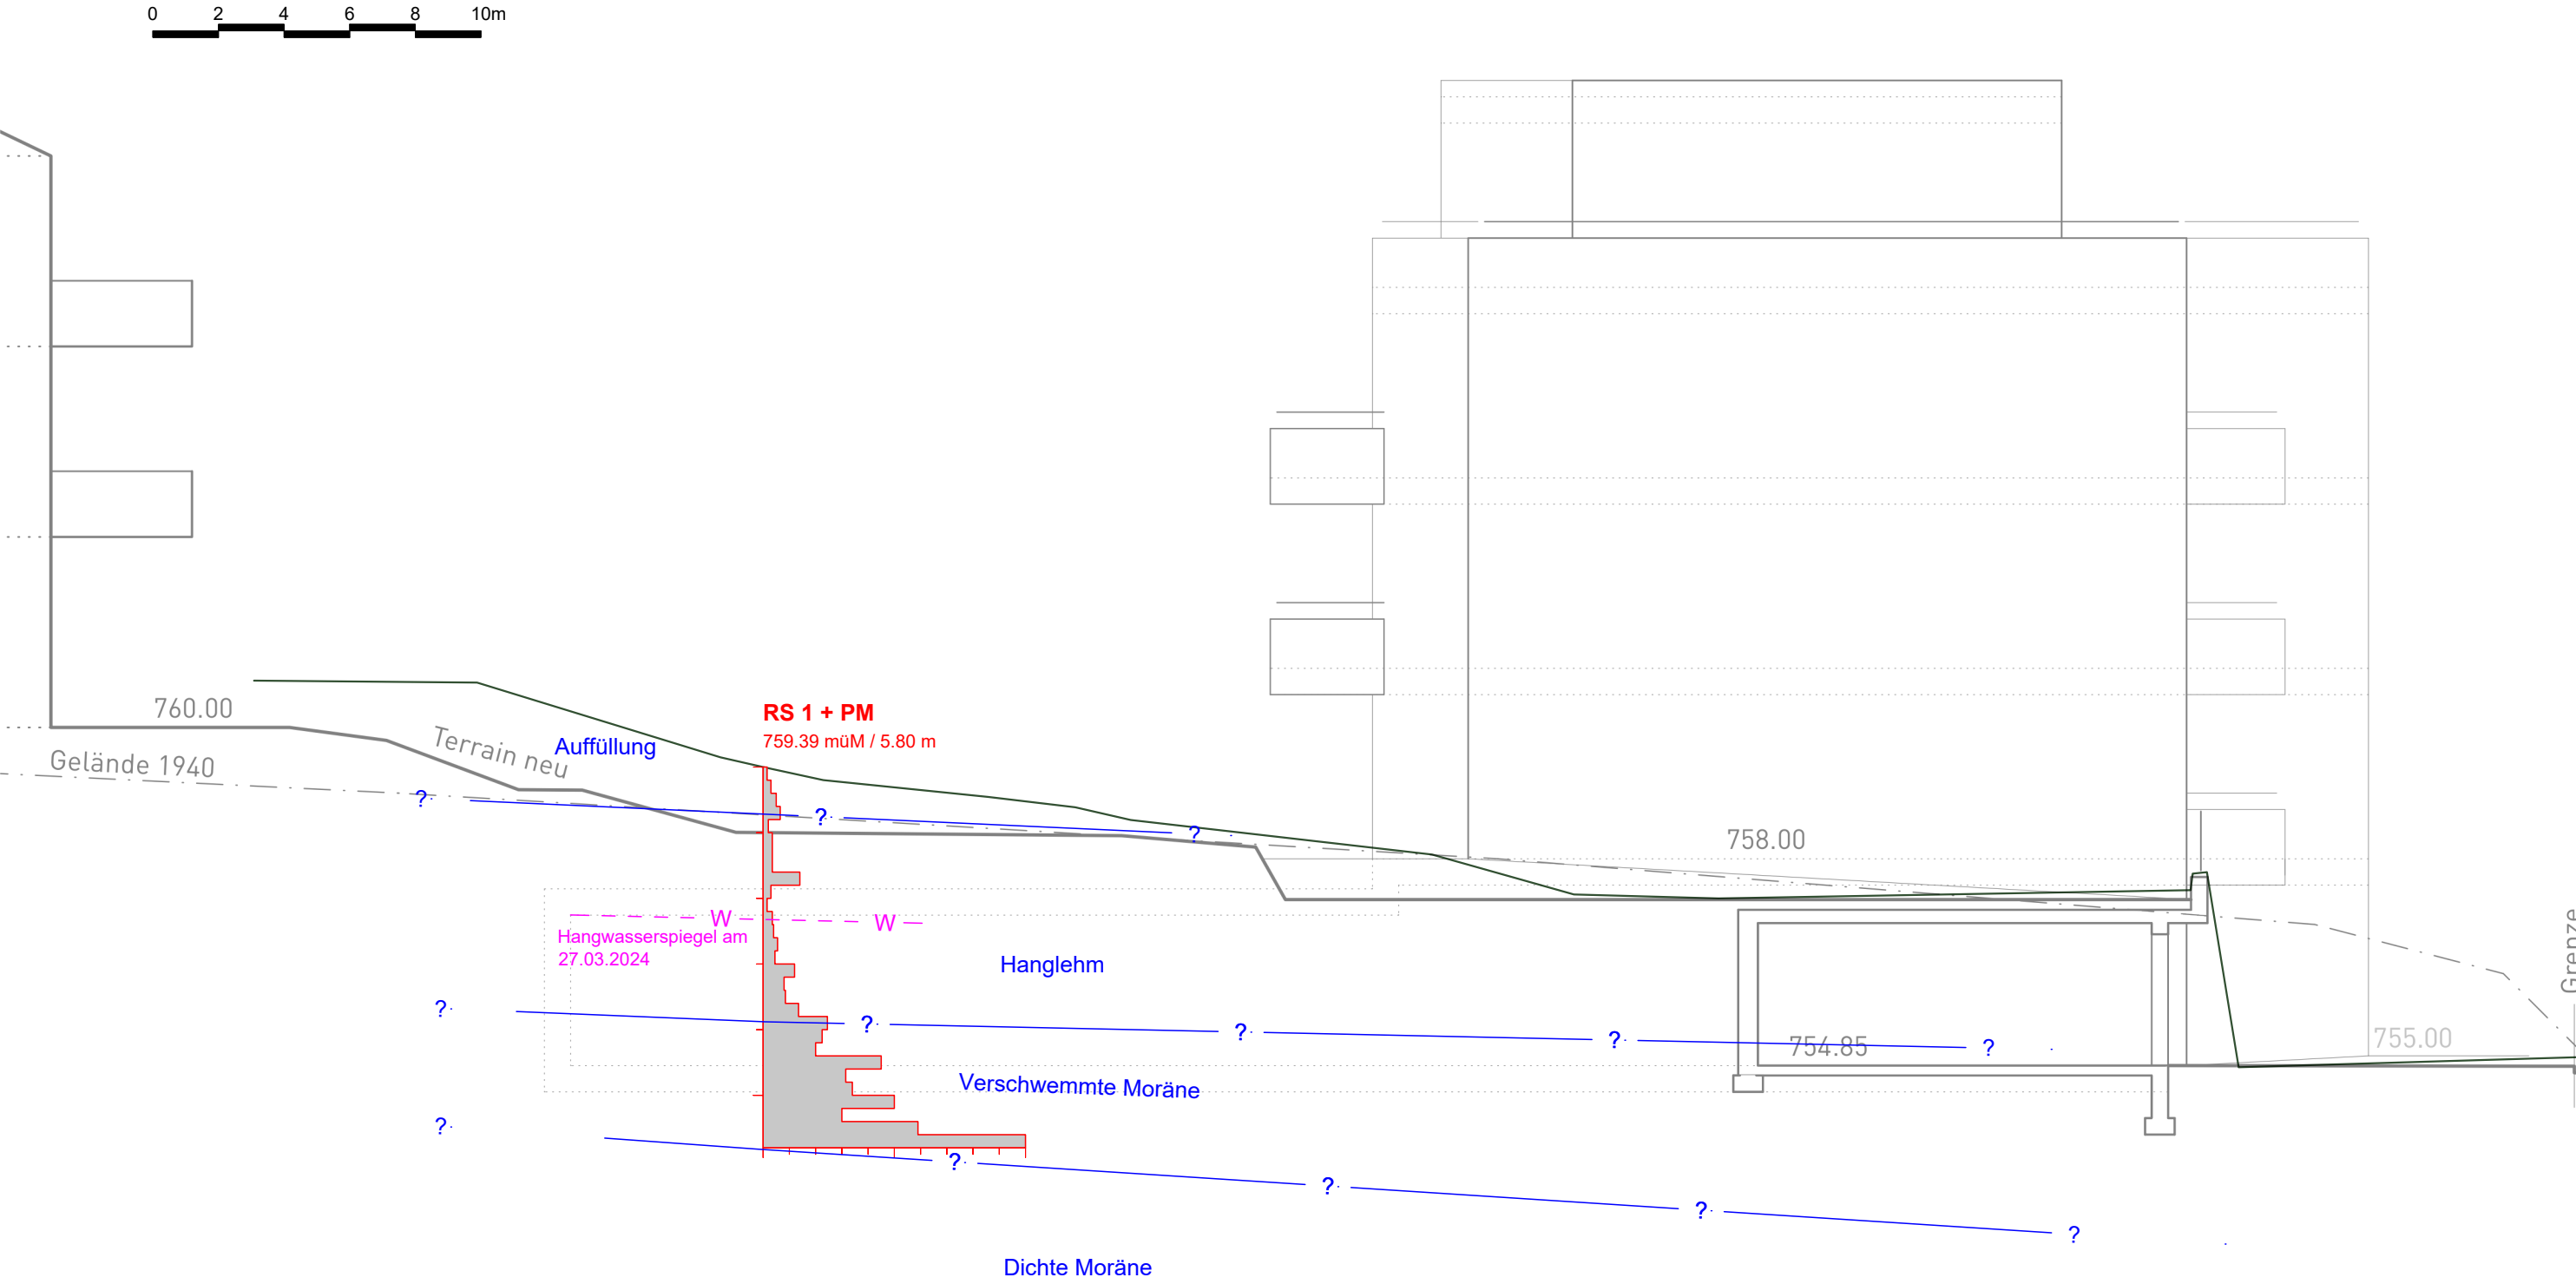 0 2 4 6 8 10m
RS 1 + PM
759.39 müM / 5.80 m
760.00
Terrain neu
Auffüllung
Gelände 1940
?
?
?
758.00
W
W
Hangwasserspiegel am
27.03.2024
Hanglehm
Grenze
?
?
?
?
?
754.85
755.00
Verschwemmte Moräne
?
?
?
?
?
Dichte Moräne